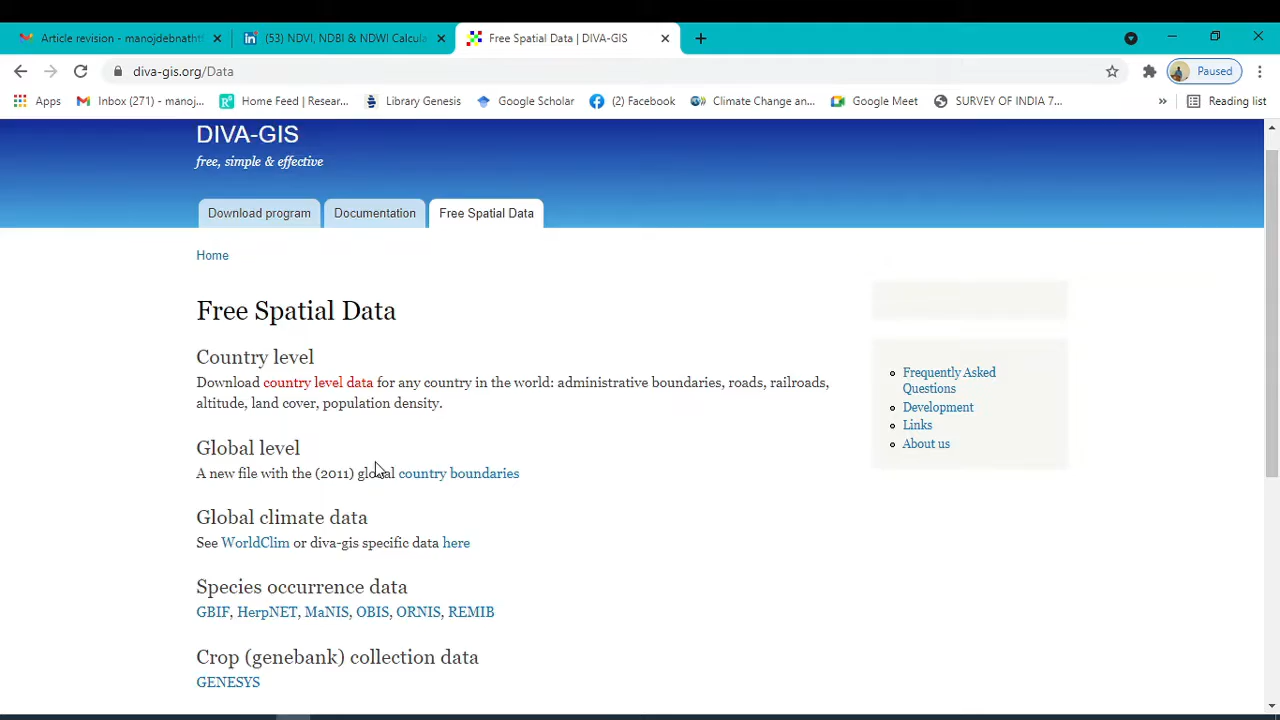 Article revision - manojdebnath
(53) NDVI, NDBI & NDWI Calcula
Free Spatial Data | DIVA-GIS
diva-gis.org/Data
Paused
Apps
Inbox (271) - manoj...
Home Feed | Resear...
Library Genesis
Google Scholar
(2) Facebook
Climate Change an...
Google Meet
SURVEY OF INDIA 7...
Reading list
DIVA-GIS
free, simple & effective
Download program
Documentation
Free Spatial Data
Home
Free Spatial Data
Country level
Download country level data for any country in the world: administrative boundaries, roads, railroads,
altitude, land cover, population density.
Global level
A new file with the (2011) global country boundaries
Global climate data
See WorldClim or diva-gis specific data here
Species occurrence data
GBIF, HerpNET, MaNIS, OBIS, ORNIS, REMIB
Crop (genebank) collection data
GENESYS
Frequently Asked
Questions
Development
Links
About us